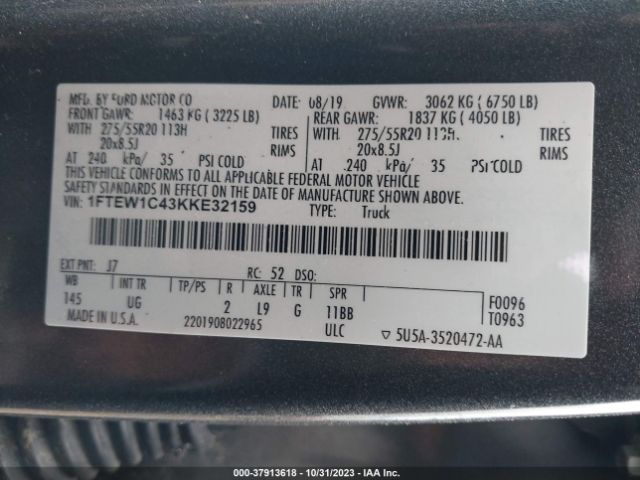 MFD. BY FORD MOTOR CO DATE: 08/19 GVWR: 3062 KG ( 6750 LB)
FRONT GAWR: 1463 KG ( 3225 LB) REAR GAWR: 1837 KG ( 4050 LB)
WITH 275/55R20 113H TIRES WITH 275/55R20 113H TIRES
20x8.5J RIMS 20x8.5J RIMS
AT 240 kPa/ 35 PSI COLD AT 240 kPa/ 35 PSI COLD
THIS VEHICLE CONFORMS TO ALL APPLICABLE FEDERAL MOTOR VEHICLE
SAFETY STANDARDS IN EFFECT ON THE DATE OF MANUFACTURE SHOWN ABOVE.
VIN: 1FTEW1C43KKE32159 TYPE: Truck
EXT PNT: J7 RC: 52 DSO:
WB INT TR TP/PS R AXLE TR SPR F0096
145 UG 2 L9 G 11BB T0963
MADE IN U.S.A. 2201908022965 ULC ▽ 5U5A-3520472-AA
000-37913618 - 10/31/2023 - IAA Inc.